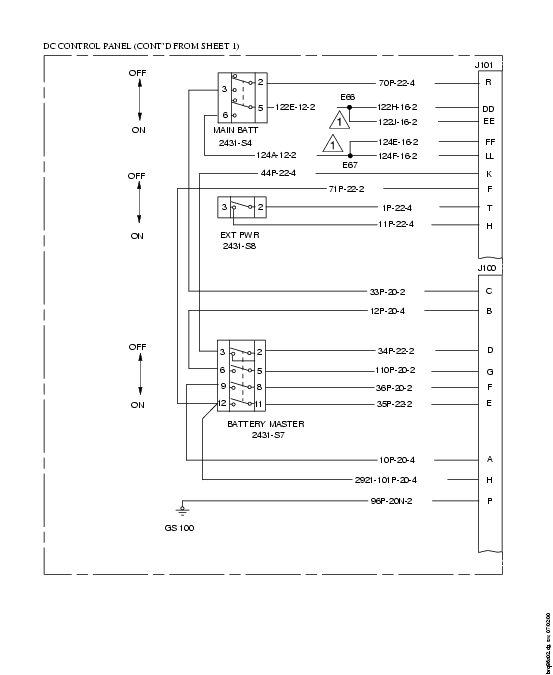 DC CONTROL PANEL (CONT'D FROM SHEET 1)
J101
OFF
ON
3 2
5
6
MAIN BATT
2431-S4
70P-22-4 R
E66
122E-12-2
122H-16-2 DD
122J-16-2 EE
1
1
124E-16-2 FF
124A-12-2
124F-16-2 LL
E67
44P-22-4 K
71P-22-2 F
OFF
ON
3 2
EXT PWR
2431-S8
1P-22-4 T
11P-22-4 H
J100
33P-20-2 C
12P-20-4 B
OFF
ON
3 2
6 5
9 8
12 11
BATTERY MASTER
2431-S7
34P-22-2 D
110P-20-2 G
36P-20-2 F
35P-22-2 E
10P-20-4 A
2921-101P-20-4 H
96P-20N-2 P
GS100